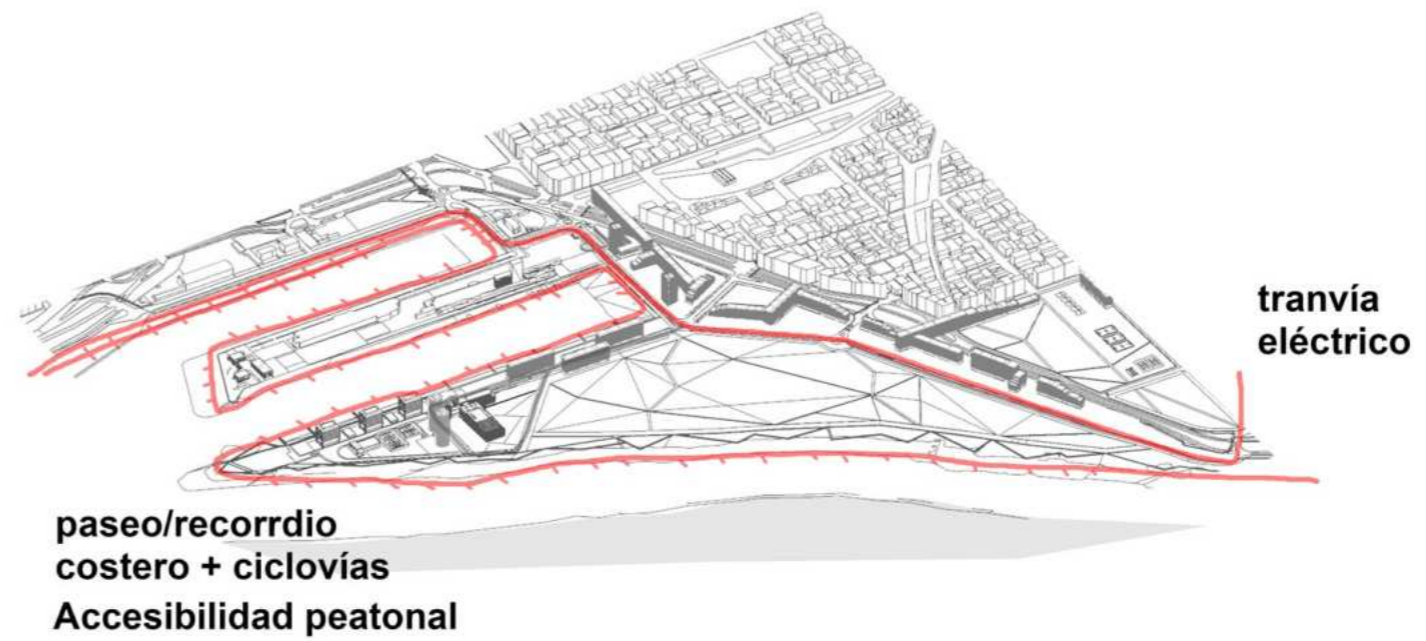 tranvía
eléctrico
paseo/recorrdio
costero + ciclovías
Accesibilidad peatonal